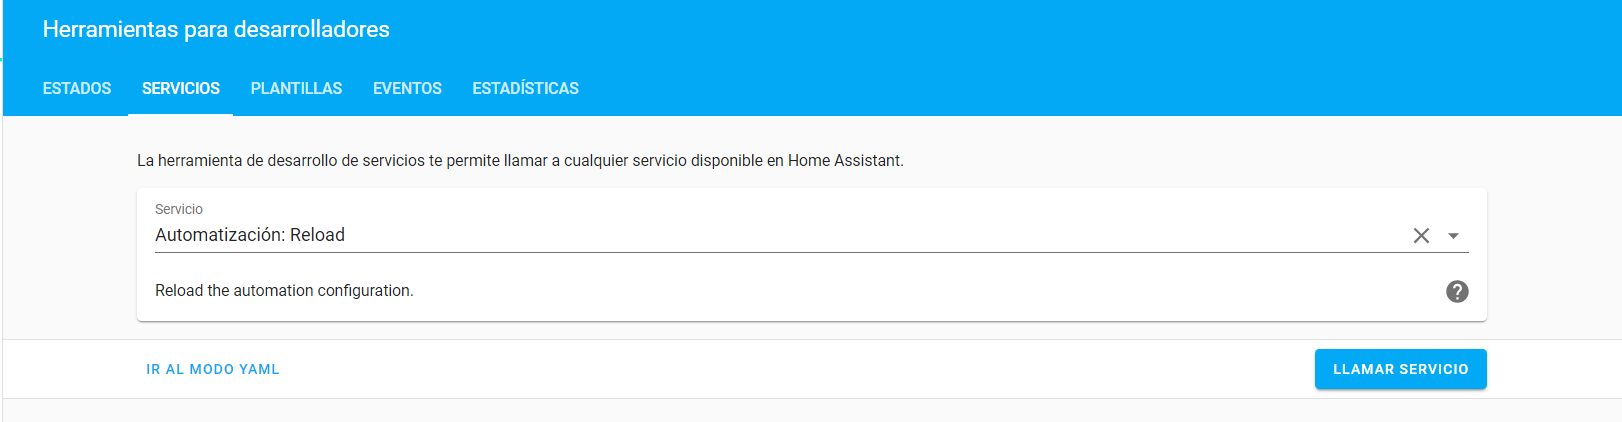 Herramientas para desarrolladores
ESTADOS SERVICIOS PLANTILLAS EVENTOS ESTADÍSTICAS
La herramienta de desarrollo de servicios te permite llamar a cualquier servicio disponible en Home Assistant.
Servicio
Automatización: Reload
Reload the automation configuration.
IR AL MODO YAML LLAMAR SERVICIO